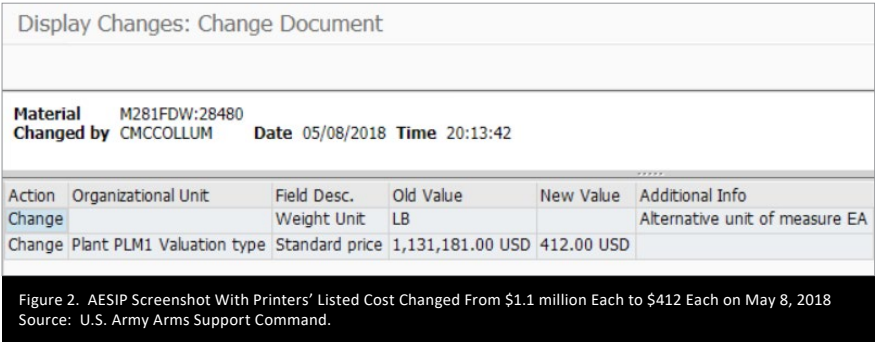 Display Changes: Change Document
Material M281FDW:28480
Changed by CMCCOLLUM Date 05/08/2018 Time 20:13:42
Action Organizational Unit Field Desc. Old Value New Value Additional Info
Change Weight Unit LB Alternative unit of measure EA
Change Plant PLM1 Valuation type Standard price 1,131,181.00 USD 412.00 USD
Figure 2. AESIP Screenshot With Printers' Listed Cost Changed From $1.1 million Each to $412 Each on May 8, 2018
Source: U.S. Army Arms Support Command.